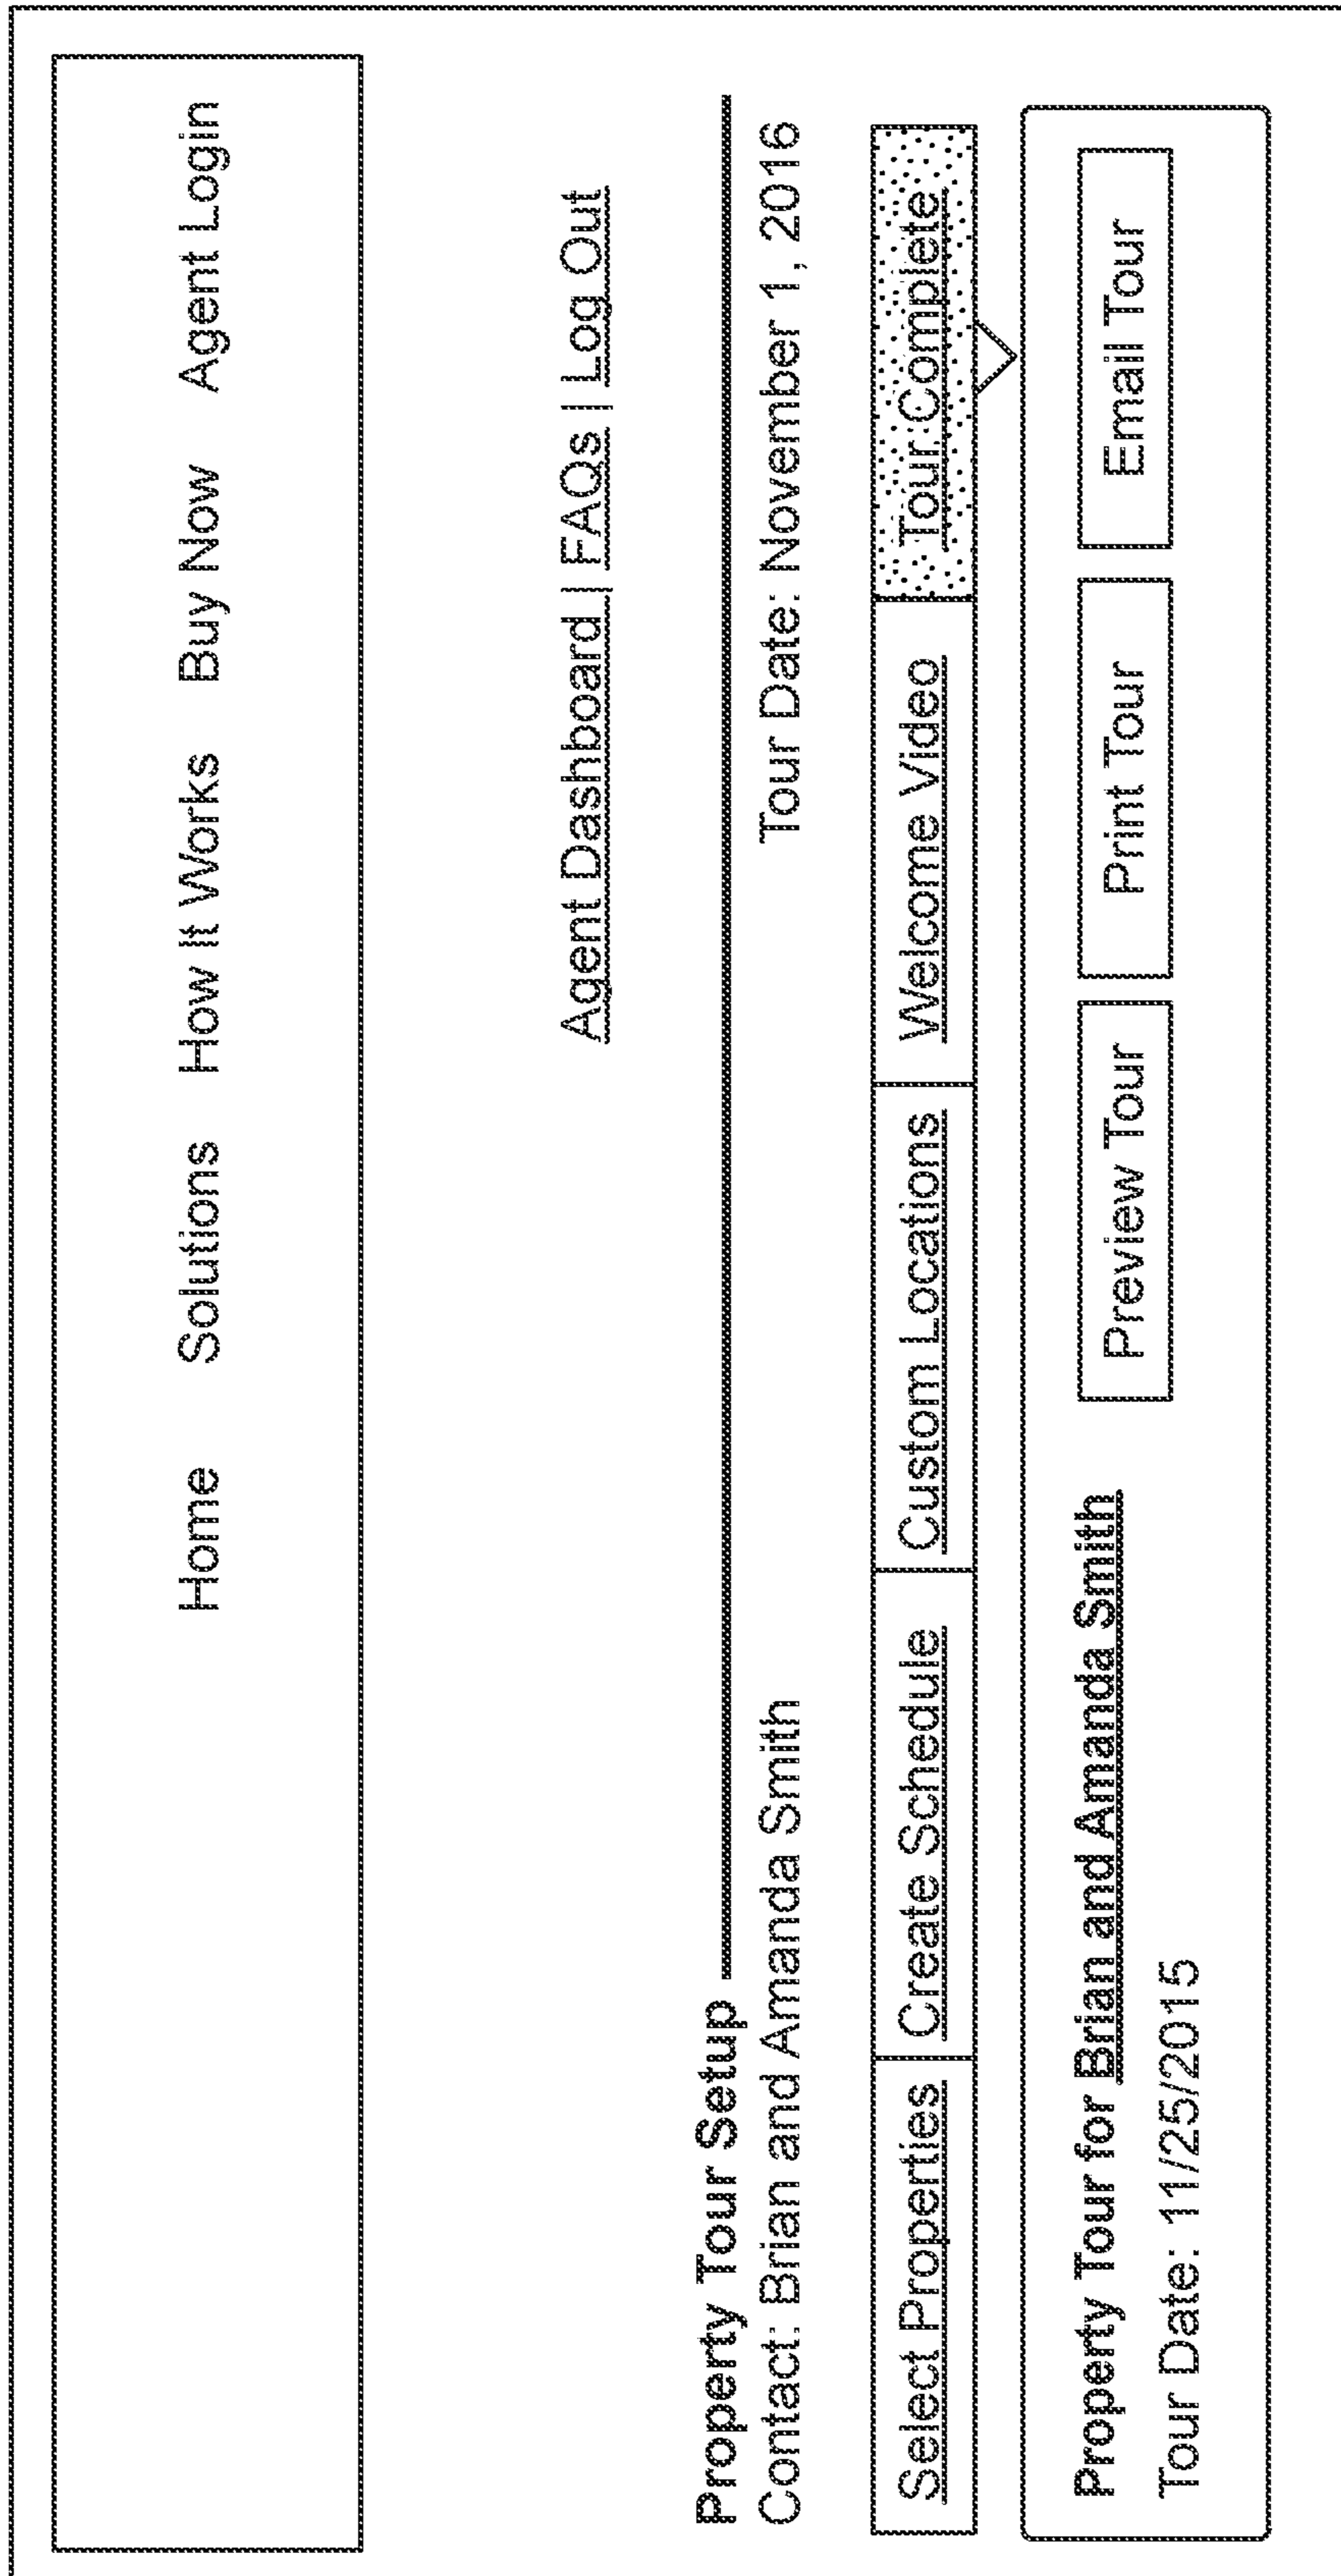 Home Solutions How It Works Buy Now Agent Login
Agent Dashboard | FAQs | Log Out
Property Tour Setup
Contact: Brian and Amanda Smith Tour Date: November 1, 2016
Select Properties Create Schedule Custom Locations Welcome Video Tour Complete
Property Tour for Brian and Amanda Smith Preview Tour Print Tour Email Tour
Tour Date: 11/25/2015